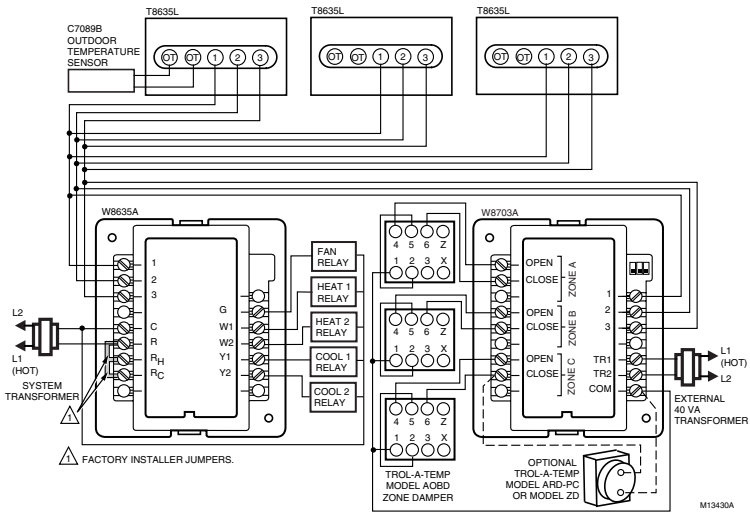 C7089B
OUTDOOR
TEMPERATURE
SENSOR
T8635L
OT OT 1 2 3
T8635L
OT OT 1 2 3
T8635L
OT OT 1 2 3
W8635A
1
2
3
C
R
RH
RC
G
W1
W2
Y1
Y2
L2
L1
(HOT)
SYSTEM
TRANSFORMER
1
1 FACTORY INSTALLER JUMPERS.
FAN
RELAY
HEAT 1
RELAY
HEAT 2
RELAY
COOL 1
RELAY
COOL 2
RELAY
4 5 6 Z
1 2 3 X
4 5 6 Z
1 2 3 X
4 5 6 Z
1 2 3 X
TROL-A-TEMP
MODEL AOBD
ZONE DAMPER
W8703A
OPEN
CLOSE
ZONE A
OPEN
CLOSE
ZONE B
OPEN
CLOSE
ZONE C
1
2
3
TR1
TR2
COM
L1
(HOT)
L2
EXTERNAL
40 VA
TRANSFORMER
OPTIONAL
TROL-A-TEMP
MODEL ARD-PC
OR MODEL ZD
M13430A